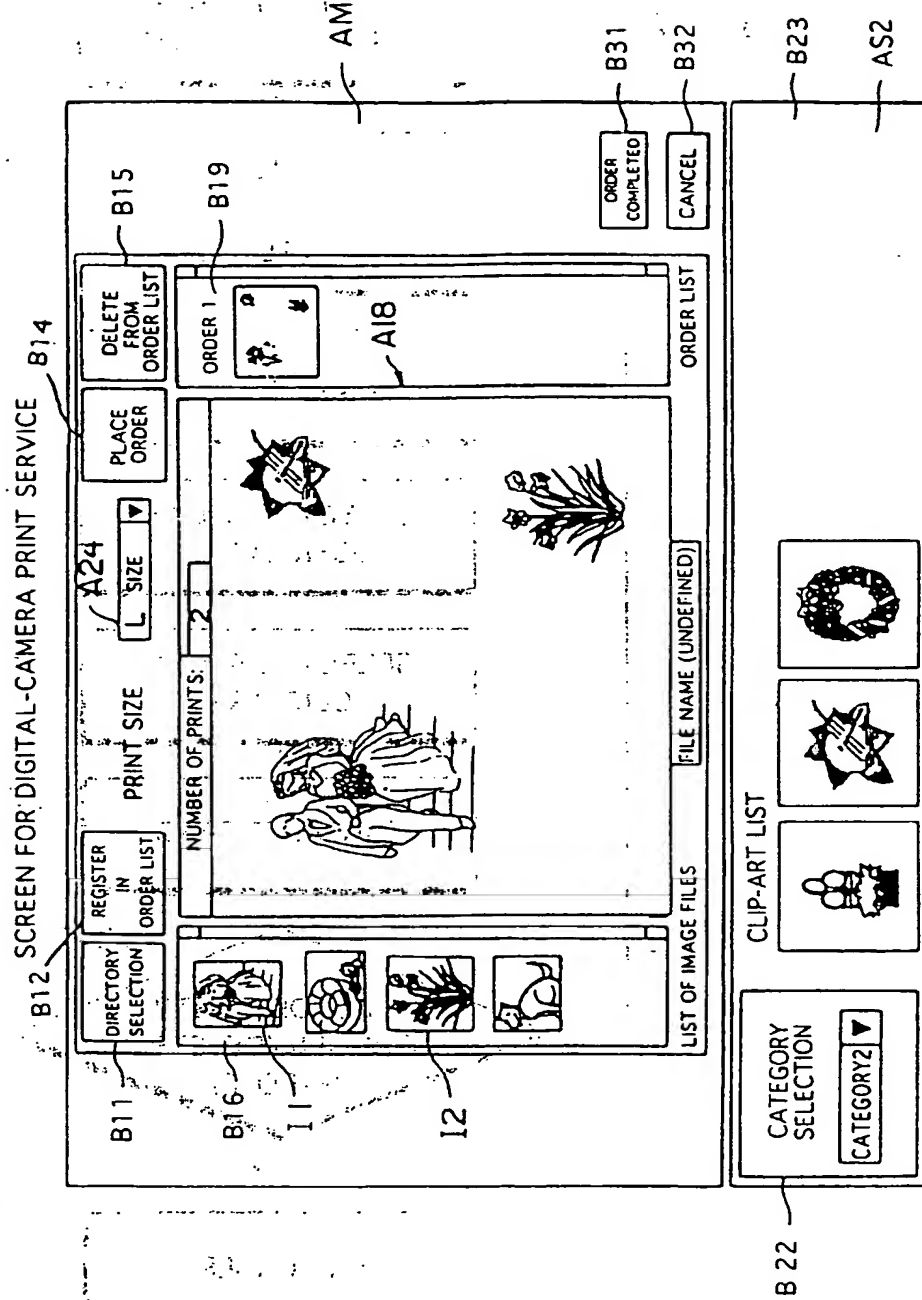 SCREEN FOR DIGITAL-CAMERA PRINT SERVICE
B12
B11
A24
B14
B15
B19
AM
DIRECTORY
SELECTION
REGISTER
IN
ORDER LIST
PRINT SIZE
L SIZE ▼
PLACE
ORDER
DELETE
FROM
ORDER LIST
B16
I1
I2
NUMBER OF PRINTS: 2
ORDER 1
A18
LIST OF IMAGE FILES
FILE NAME (UNDEFINED)
ORDER LIST
ORDER
COMPLETED
B31
CANCEL
B32
B22
CATEGORY
SELECTION
CATEGORY2 ▼
CLIP-ART LIST
B23
AS2